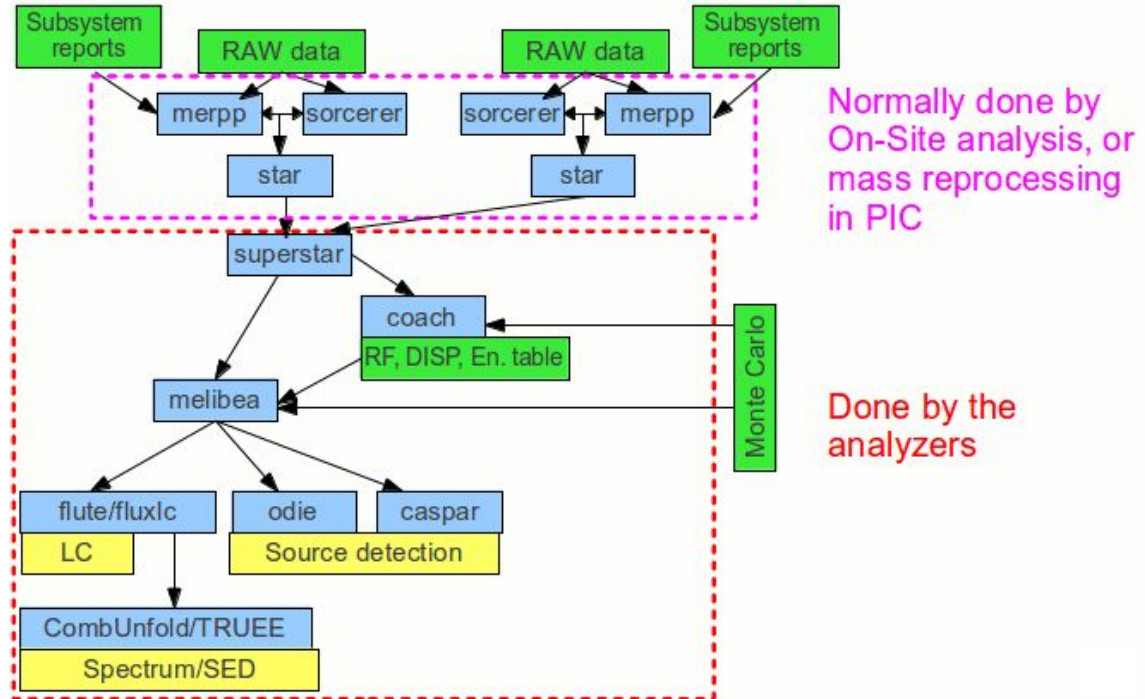 Subsystem
reports
RAW data
RAW data
Subsystem
reports
merpp
sorcerer
sorcerer
merpp
star
star
Normally done by
On-Site analysis, or
mass reprocessing
in PIC
superstar
coach
RF, DISP, En. table
Monte Carlo
melibea
Done by the
analyzers
flute/fluxlc
odie
caspar
LC
Source detection
CombUnfold/TRUEE
Spectrum/SED